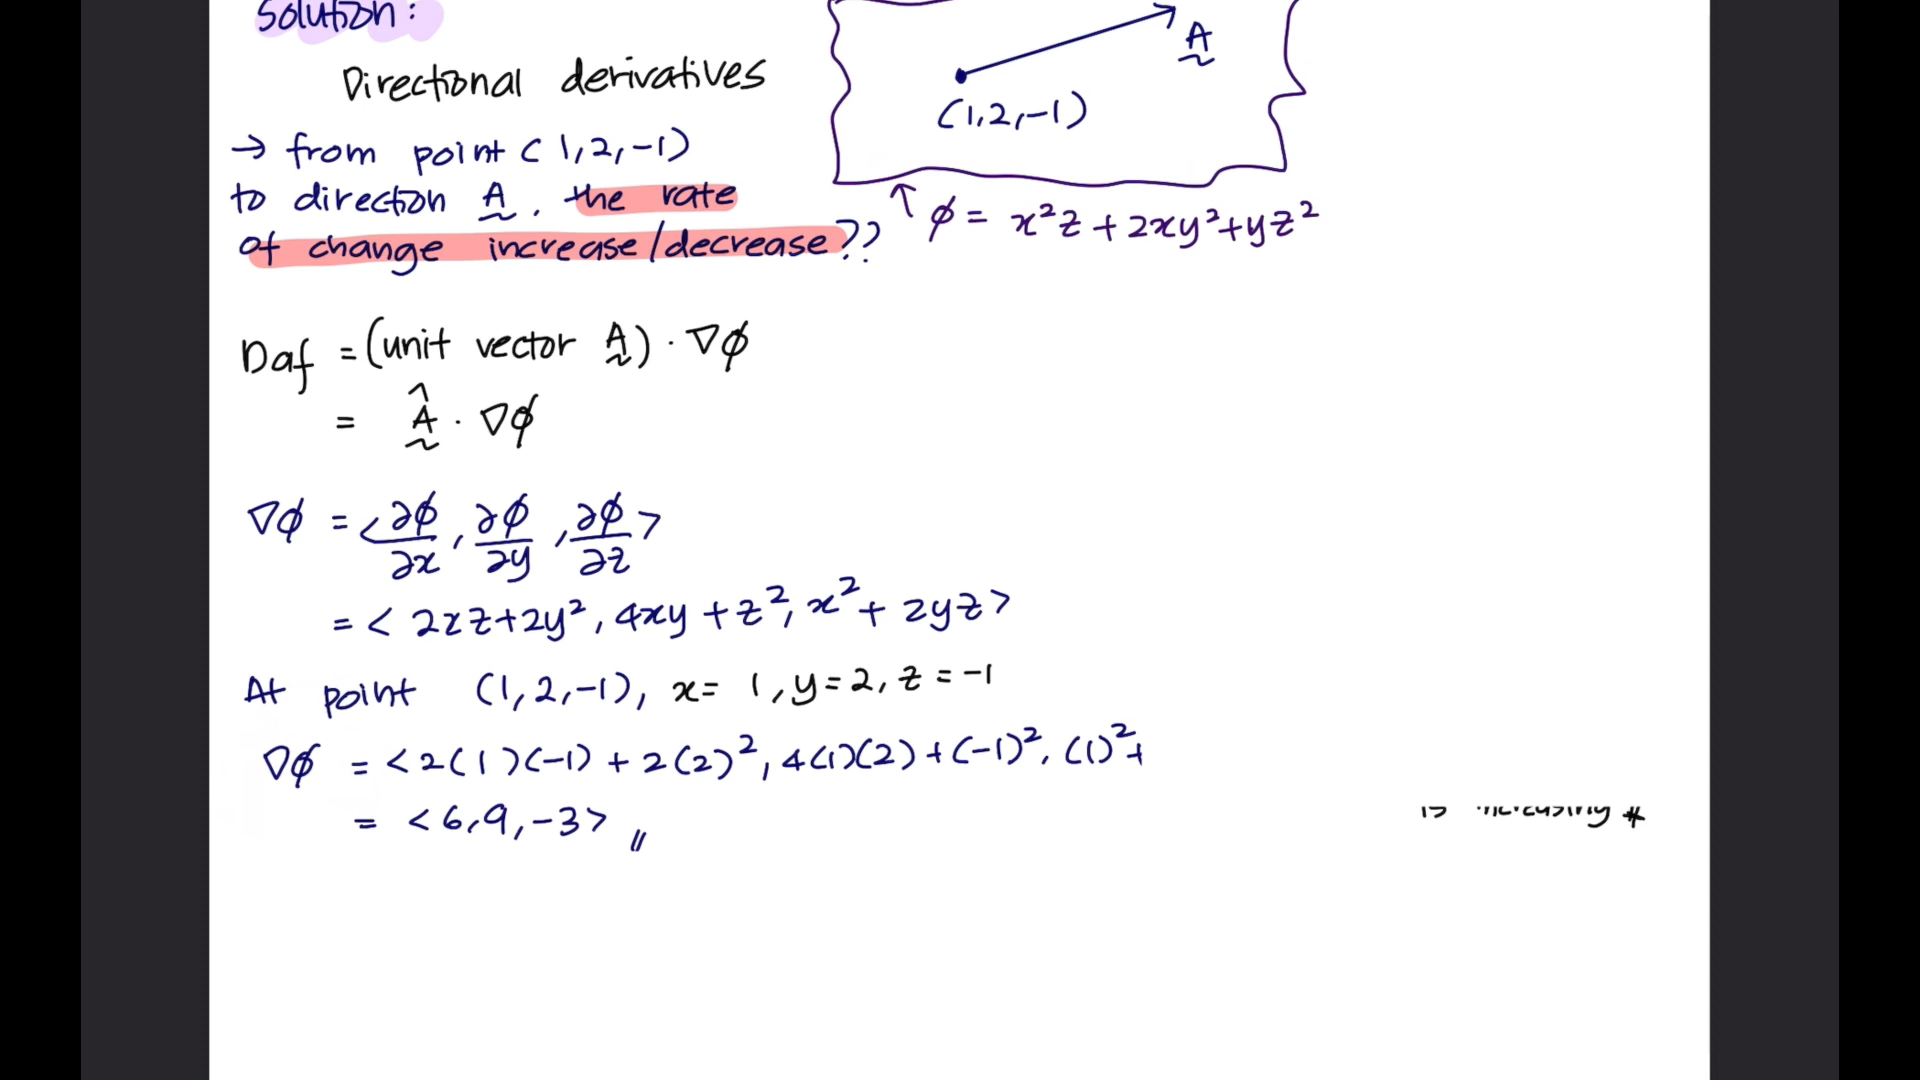 Solution:
Directional derivatives
A
(1,2,-1)
→ from point (1,2,-1)
to direction A, the rate
of change increase/decrease??
↑ φ = x²z + 2xy² + yz²
Daf = (unit vector A) · ∇φ
= Â · ∇φ
∇φ = < ∂φ/∂x, ∂φ/∂y, ∂φ/∂z >
= < 2xz+2y², 4xy + z², x² + 2yz >
At point (1,2,-1), x= 1, y=2, z = -1
∇φ = < 2(1)(-1) + 2(2)², 4(1)(2) + (-1)², (1)² +
= < 6, 9, -3 > //
is increasing *